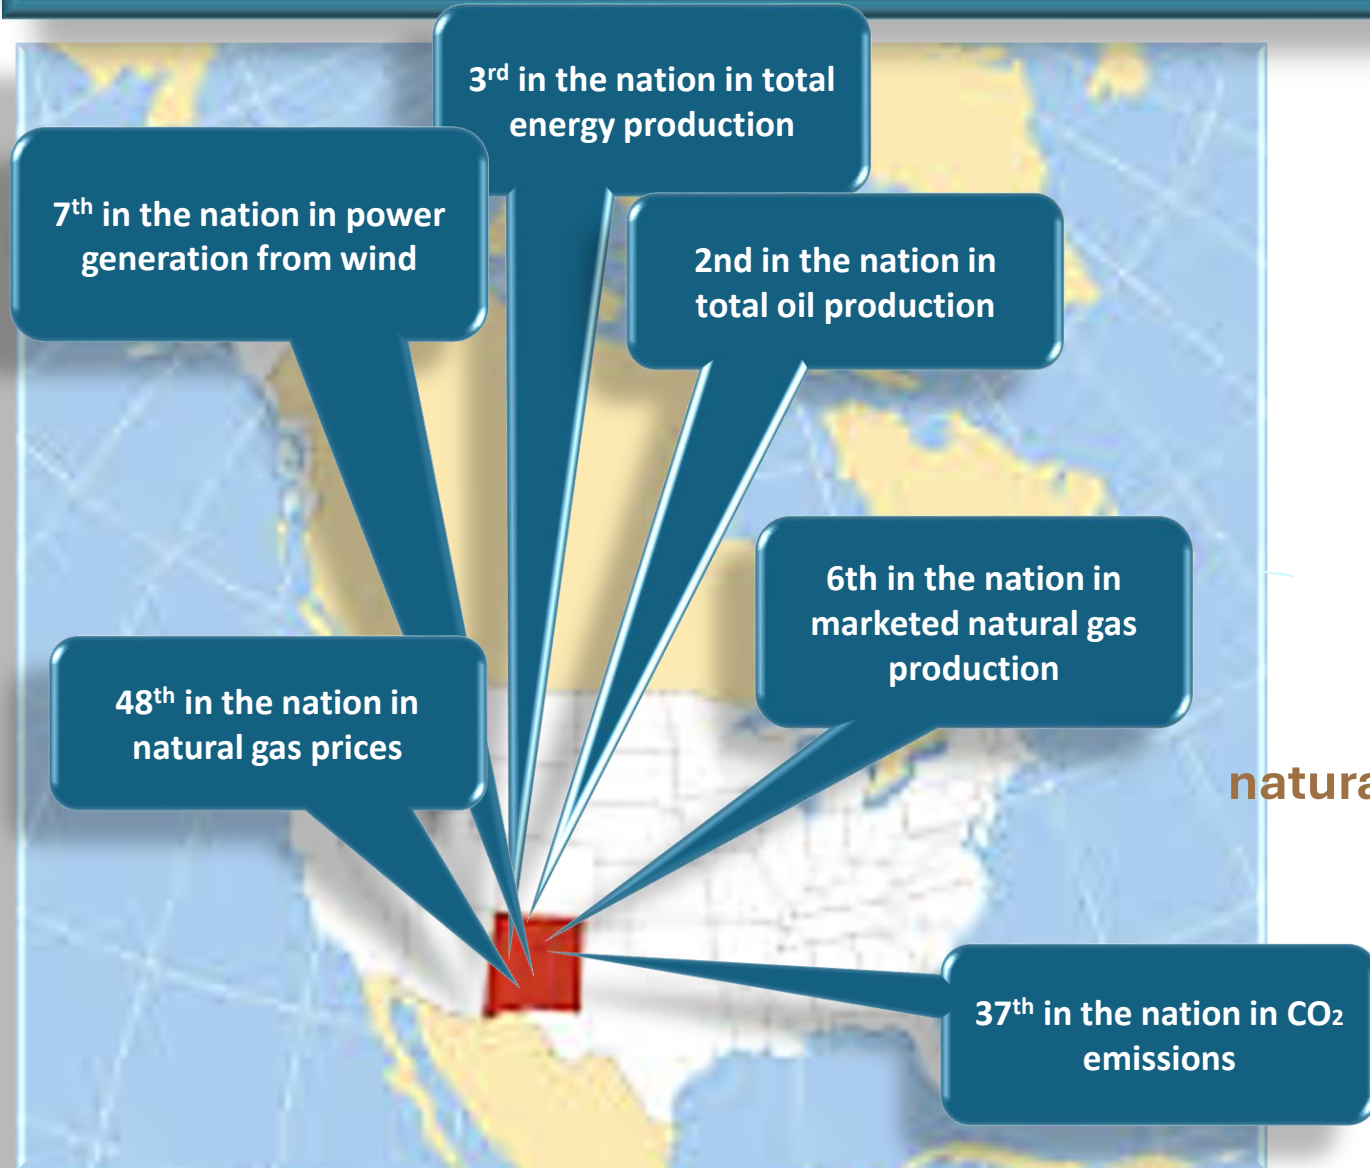 3rd in the nation in total
energy production
7th in the nation in power
generation from wind
2nd in the nation in
total oil production
6th in the nation in
marketed natural gas
production
48th in the nation in
natural gas prices
natura
37th in the nation in CO2
emissions